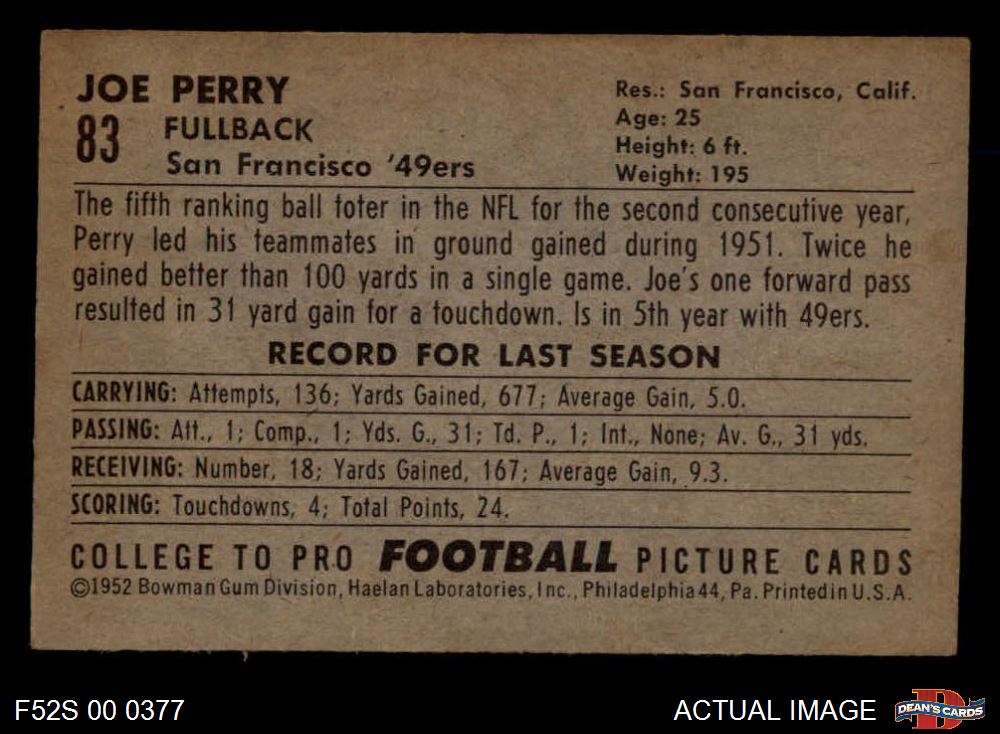 JOE PERRY
83
FULLBACK
San Francisco '49ers
Res.: San Francisco, Calif.
Age: 25
Height: 6 ft.
Weight: 195
The fifth ranking ball toter in the NFL for the second consecutive year,
Perry led his teammates in ground gained during 1951. Twice he
gained better than 100 yards in a single game. Joe's one forward pass
resulted in 31 yard gain for a touchdown. Is in 5th year with 49ers.
RECORD FOR LAST SEASON
CARRYING: Attempts, 136; Yards Gained, 677; Average Gain, 5.0.
PASSING: Att., 1; Comp., 1; Yds. G., 31; Td. P., 1; Int., None; Av. G., 31 yds.
RECEIVING: Number, 18; Yards Gained, 167; Average Gain, 9.3.
SCORING: Touchdowns, 4; Total Points, 24.
COLLEGE TO PRO FOOTBALL PICTURE CARDS
©1952 Bowman Gum Division, Haelan Laboratories, Inc., Philadelphia 44, Pa. Printed in U.S.A.
F52S 00 0377
ACTUAL IMAGE
D
DEAN'S CARDS